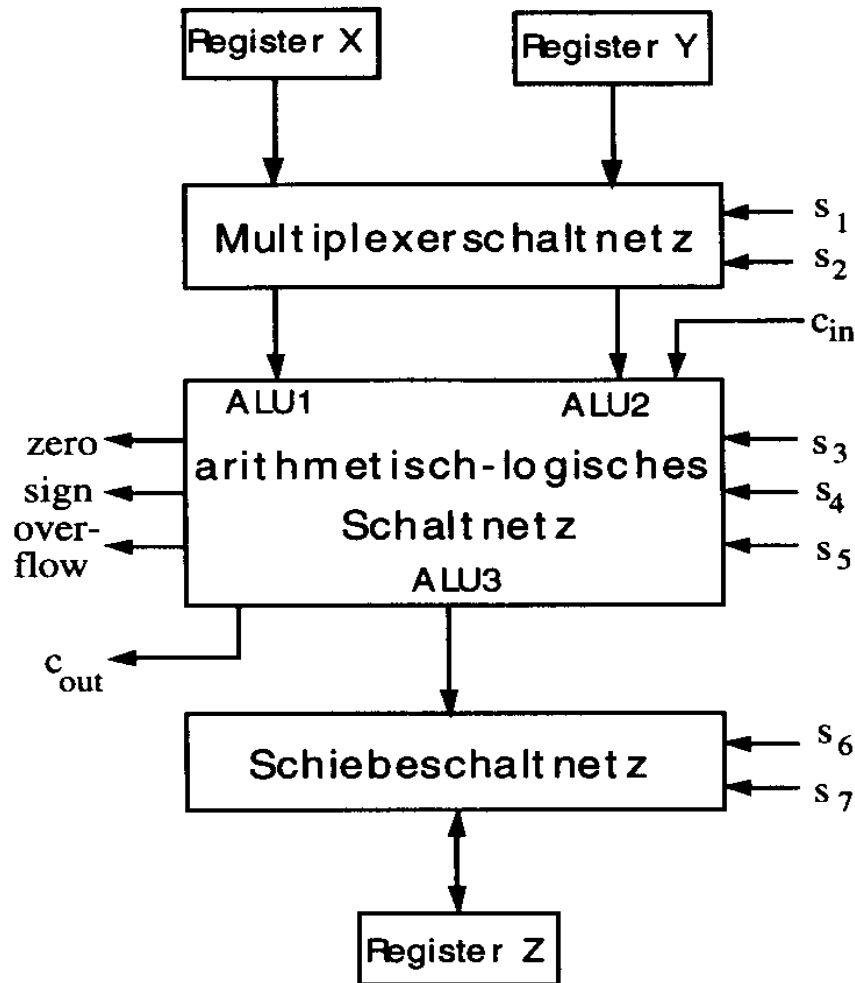 Register X
Register Y
Multiplexerschaltnetz
s1
s2
cin
ALU1
ALU2
zero
sign
over-
flow
arithmetisch-logisches
Schaltnetz
s3
s4
s5
ALU3
cout
Schiebeschaltnetz
s6
s7
Register Z